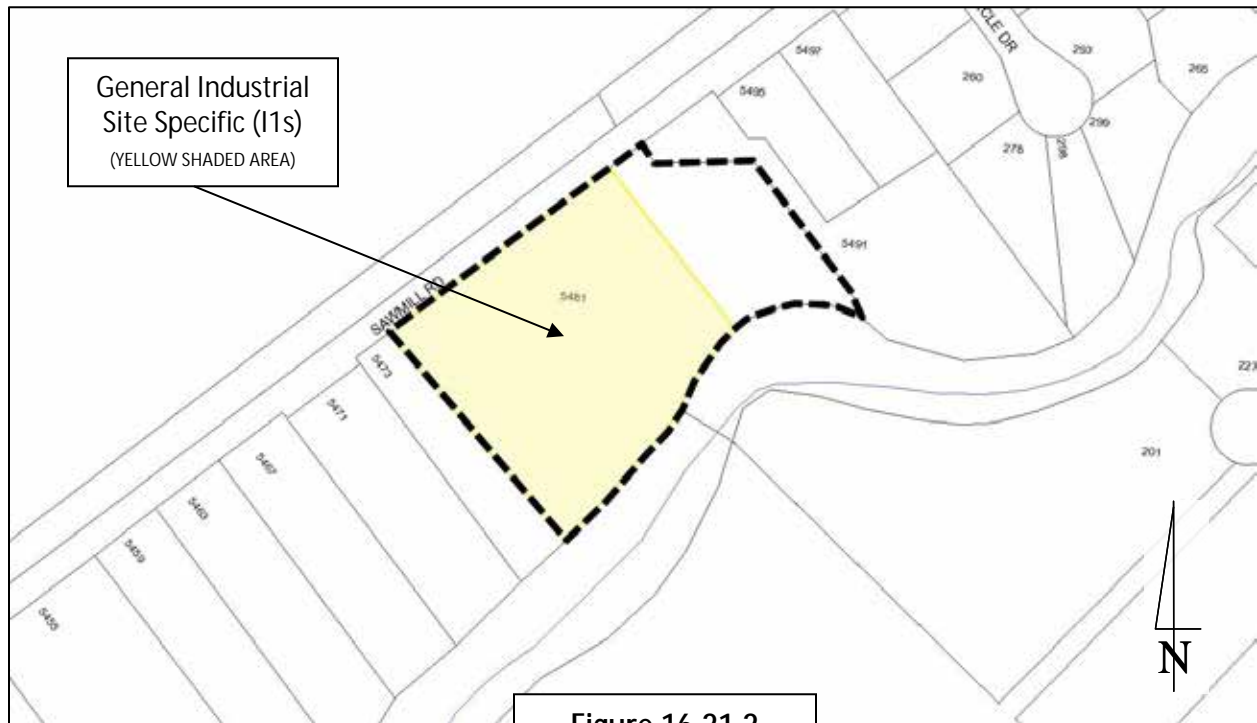 General Industrial
Site Specific (I1s)
(YELLOW SHADED AREA)
5497
5495
260
293
265
299
298
278
5491
SAWMILL RD
5481
5473
5471
5467
5463
5459
5455
201
N
Figure 16.21.2